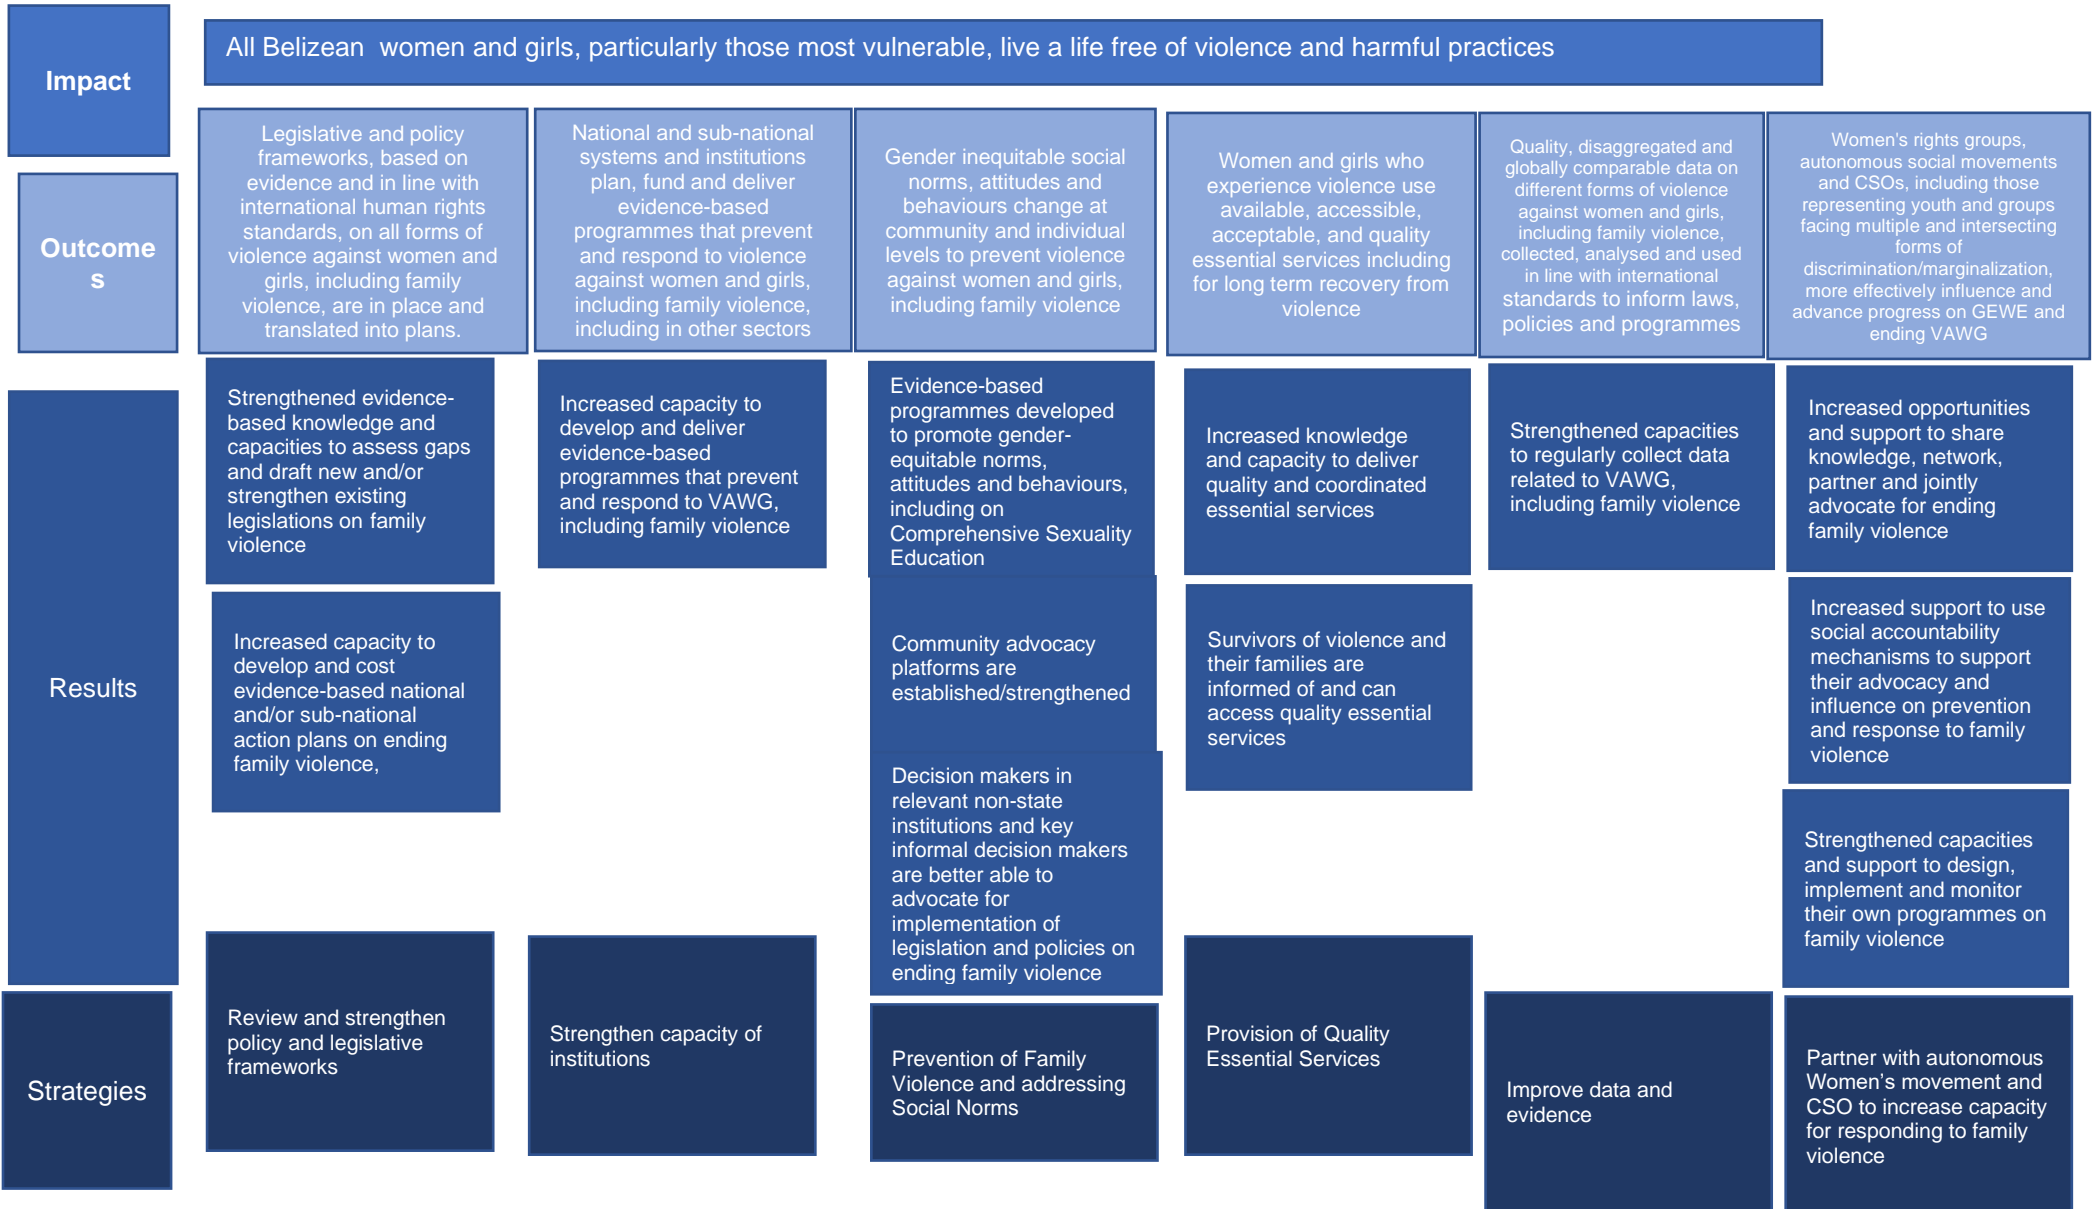 Impact
All Belizean  women and girls, particularly those most vulnerable, live a life free of violence and harmful practices
Outcome
s
Legislative and policy
frameworks, based on
evidence and in line with
international human rights
standards, on all forms of
violence against women and
girls, including family
violence, are in place and
translated into plans.
National and sub-national
systems and institutions
plan, fund and deliver
evidence-based
programmes that prevent
and respond to violence
against women and girls,
including family violence,
including in other sectors
Gender inequitable social
norms, attitudes and
behaviours change at
community and individual
levels to prevent violence
against women and girls,
including family violence
Women and girls who
experience violence use
available, accessible,
acceptable, and quality
essential services including
for long term recovery from
violence
Quality, disaggregated and
globally comparable data on
different forms of violence
against women and girls,
including family violence,
collected, analysed and used
in line with international
standards to inform laws,
policies and programmes
Women's rights groups,
autonomous social movements
and CSOs, including those
representing youth and groups
facing multiple and intersecting
forms of
discrimination/marginalization,
more effectively influence and
advance progress on GEWE and
ending VAWG
Results
Strengthened evidence-
based knowledge and
capacities to assess gaps
and draft new and/or
strengthen existing
legislations on family
violence
Increased capacity to
develop and deliver
evidence-based
programmes that prevent
and respond to VAWG,
including family violence
Evidence-based
programmes developed
to promote gender-
equitable norms,
attitudes and behaviours,
including on
Comprehensive Sexuality
Education
Increased knowledge
and capacity to deliver
quality and coordinated
essential services
Strengthened capacities
to regularly collect data
related to VAWG,
including family violence
Increased opportunities
and support to share
knowledge, network,
partner and jointly
advocate for ending
family violence
Increased capacity to
develop and cost
evidence-based national
and/or sub-national
action plans on ending
family violence,
Community advocacy
platforms are
established/strengthened
Survivors of violence and
their families are
informed of and can
access quality essential
services
Increased support to use
social accountability
mechanisms to support
their advocacy and
influence on prevention
and response to family
violence
Decision makers in
relevant non-state
institutions and key
informal decision makers
are better able to
advocate for
implementation of
legislation and policies on
ending family violence
Strengthened capacities
and support to design,
implement and monitor
their own programmes on
family violence
Strategies
Review and strengthen
policy and legislative
frameworks
Strengthen capacity of
institutions
Prevention of Family
Violence and addressing
Social Norms
Provision of Quality
Essential Services
Improve data and
evidence
Partner with autonomous
Women’s movement and
CSO to increase capacity
for responding to family
violence